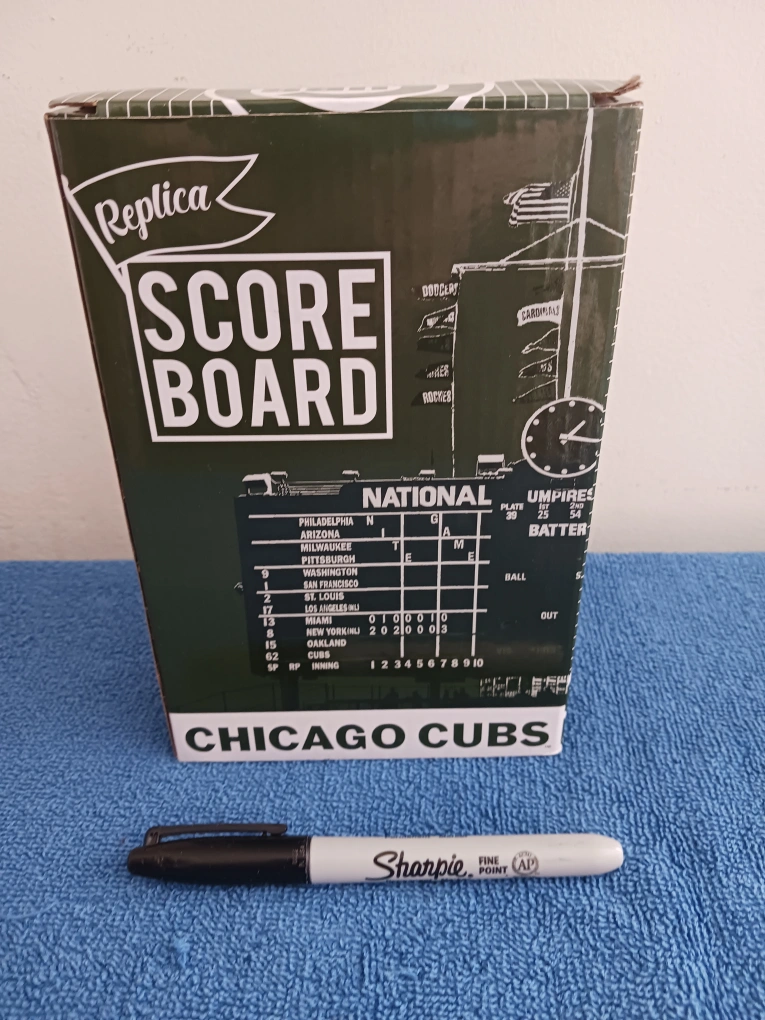 Replica
SCORE
BOARD
DODGERS
CARDINALS
ROCKIES
NATIONAL
UMPIRES
PLATE 1ST 2ND
39 25 54
BATTER
PHILADELPHIA N G
ARIZONA I A
MILWAUKEE T M
PITTSBURGH E E
9 WASHINGTON
1 SAN FRANCISCO
2 ST. LOUIS
17 LOS ANGELES (NL)
13 MIAMI 0 1 0 0 0 1 0
8 NEW YORK (NL) 2 0 2 0 0 0 3
15 OAKLAND
62 CUBS
SP RP INNING 1 2 3 4 5 6 7 8 9 10
BALL S
OUT
CHICAGO CUBS
Sharpie. FINE
POINT AP